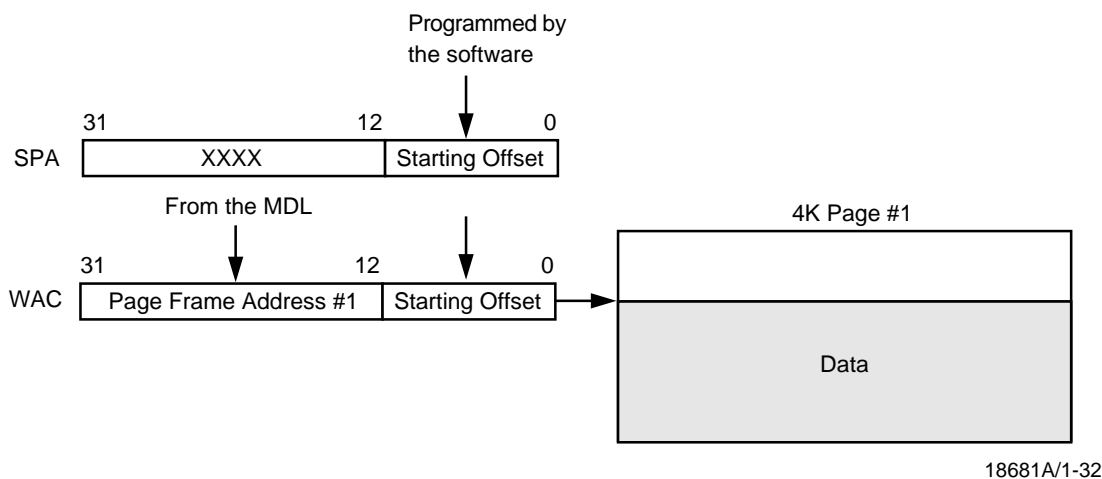 Programmed by
the software
31 12 0
SPA XXXX Starting Offset
From the MDL
4K Page #1
31 12 0
WAC Page Frame Address #1 Starting Offset
Data
18681A/1-32